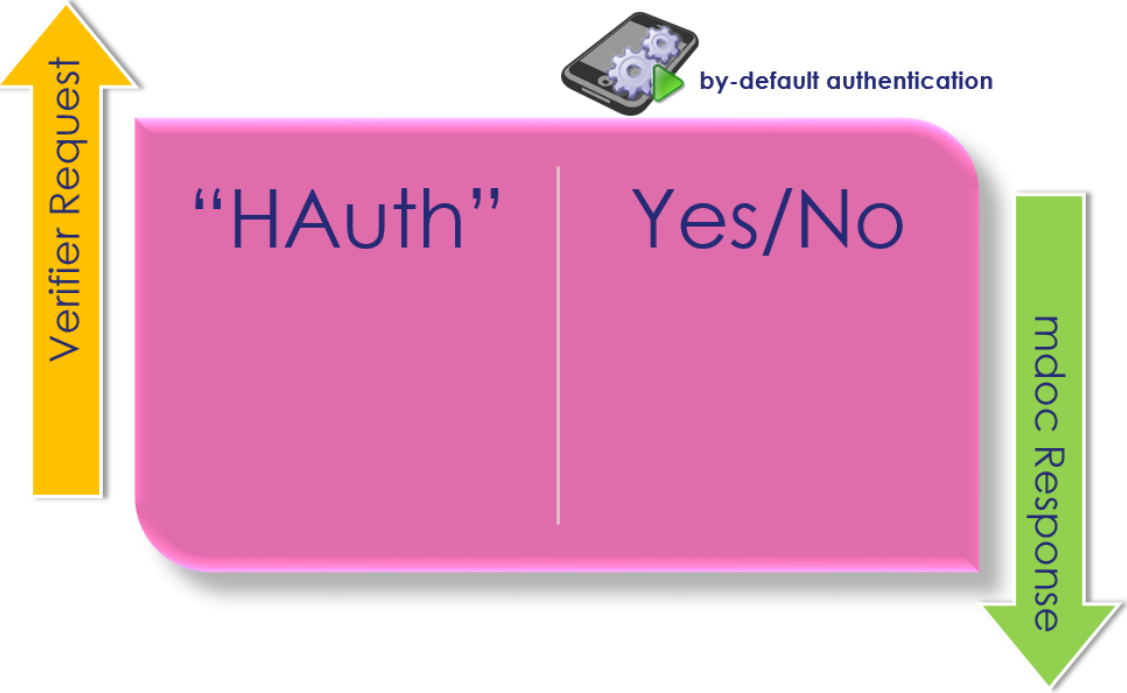 Verifier Request
by-default authentication
“HAuth”
Yes/No
mdoc Response